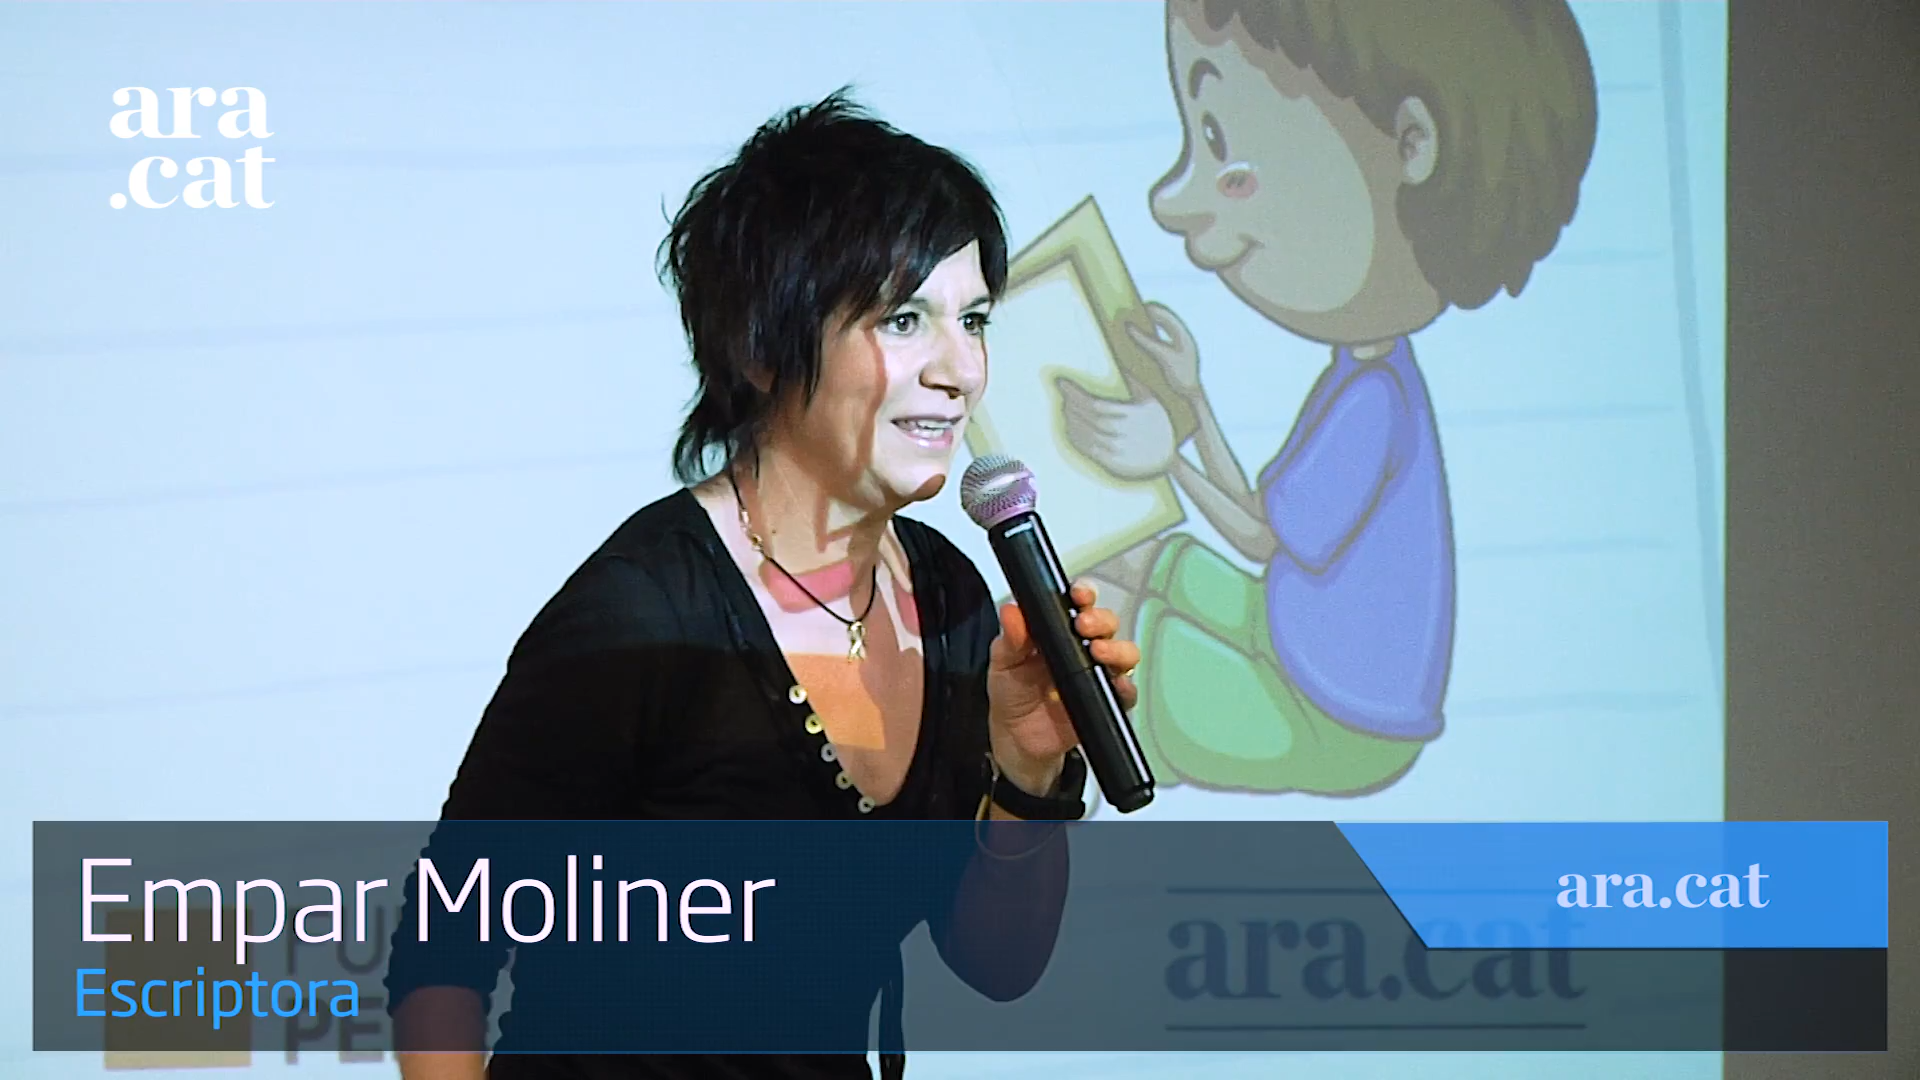 ara
.cat
Empar Moliner
Escriptora
ara.cat
ara.cat